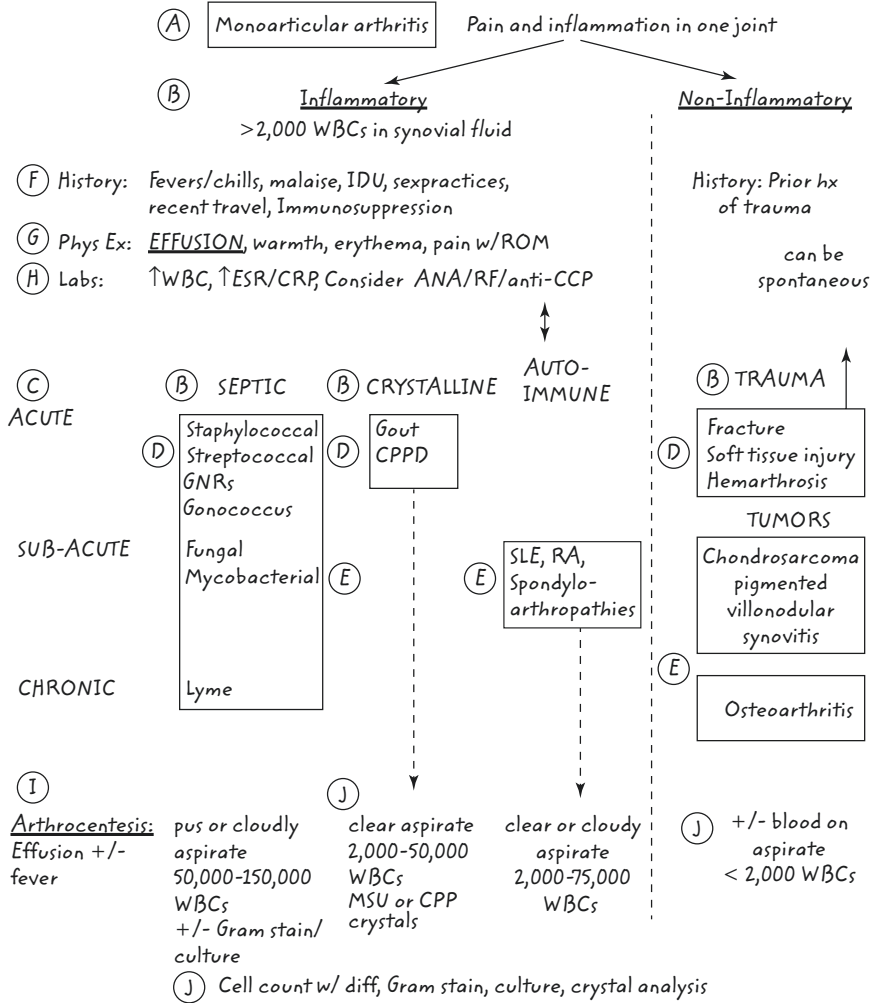 A Monoarticular arthritis Pain and inflammation in one joint
B Inflammatory Non-Inflammatory
>2,000 WBCs in synovial fluid
F History: Fevers/chills, malaise, IDU, sexpractices,
recent travel, Immunosuppression
History: Prior hx
of trauma
G Phys Ex: EFFUSION, warmth, erythema, pain w/ROM
H Labs: ↑WBC, ↑ESR/CRP, Consider ANA/RF/anti-CCP
can be
spontaneous
C
ACUTE
B SEPTIC
B CRYSTALLINE
AUTO-
IMMUNE
B TRAUMA
D
Staphylococcal
Streptococcal
GNRs
Gonococcus
D
Gout
CPPD
D
Fracture
Soft tissue injury
Hemarthrosis
TUMORS
SUB-ACUTE
Fungal
Mycobacterial
E
E
SLE, RA,
Spondylo-
arthropathies
Chondrosarcoma
pigmented
villonodular
synovitis
E
CHRONIC
Lyme
Osteoarthritis
I
Arthrocentesis:
Effusion +/-
fever
pus or cloudly
aspirate
50,000-150,000
WBCs
+/- Gram stain/
culture
J
clear aspirate
2,000-50,000
WBCs
MSU or CPP
crystals
clear or cloudy
aspirate
2,000-75,000
WBCs
J
+/- blood on
aspirate
< 2,000 WBCs
J Cell count w/ diff, Gram stain, culture, crystal analysis